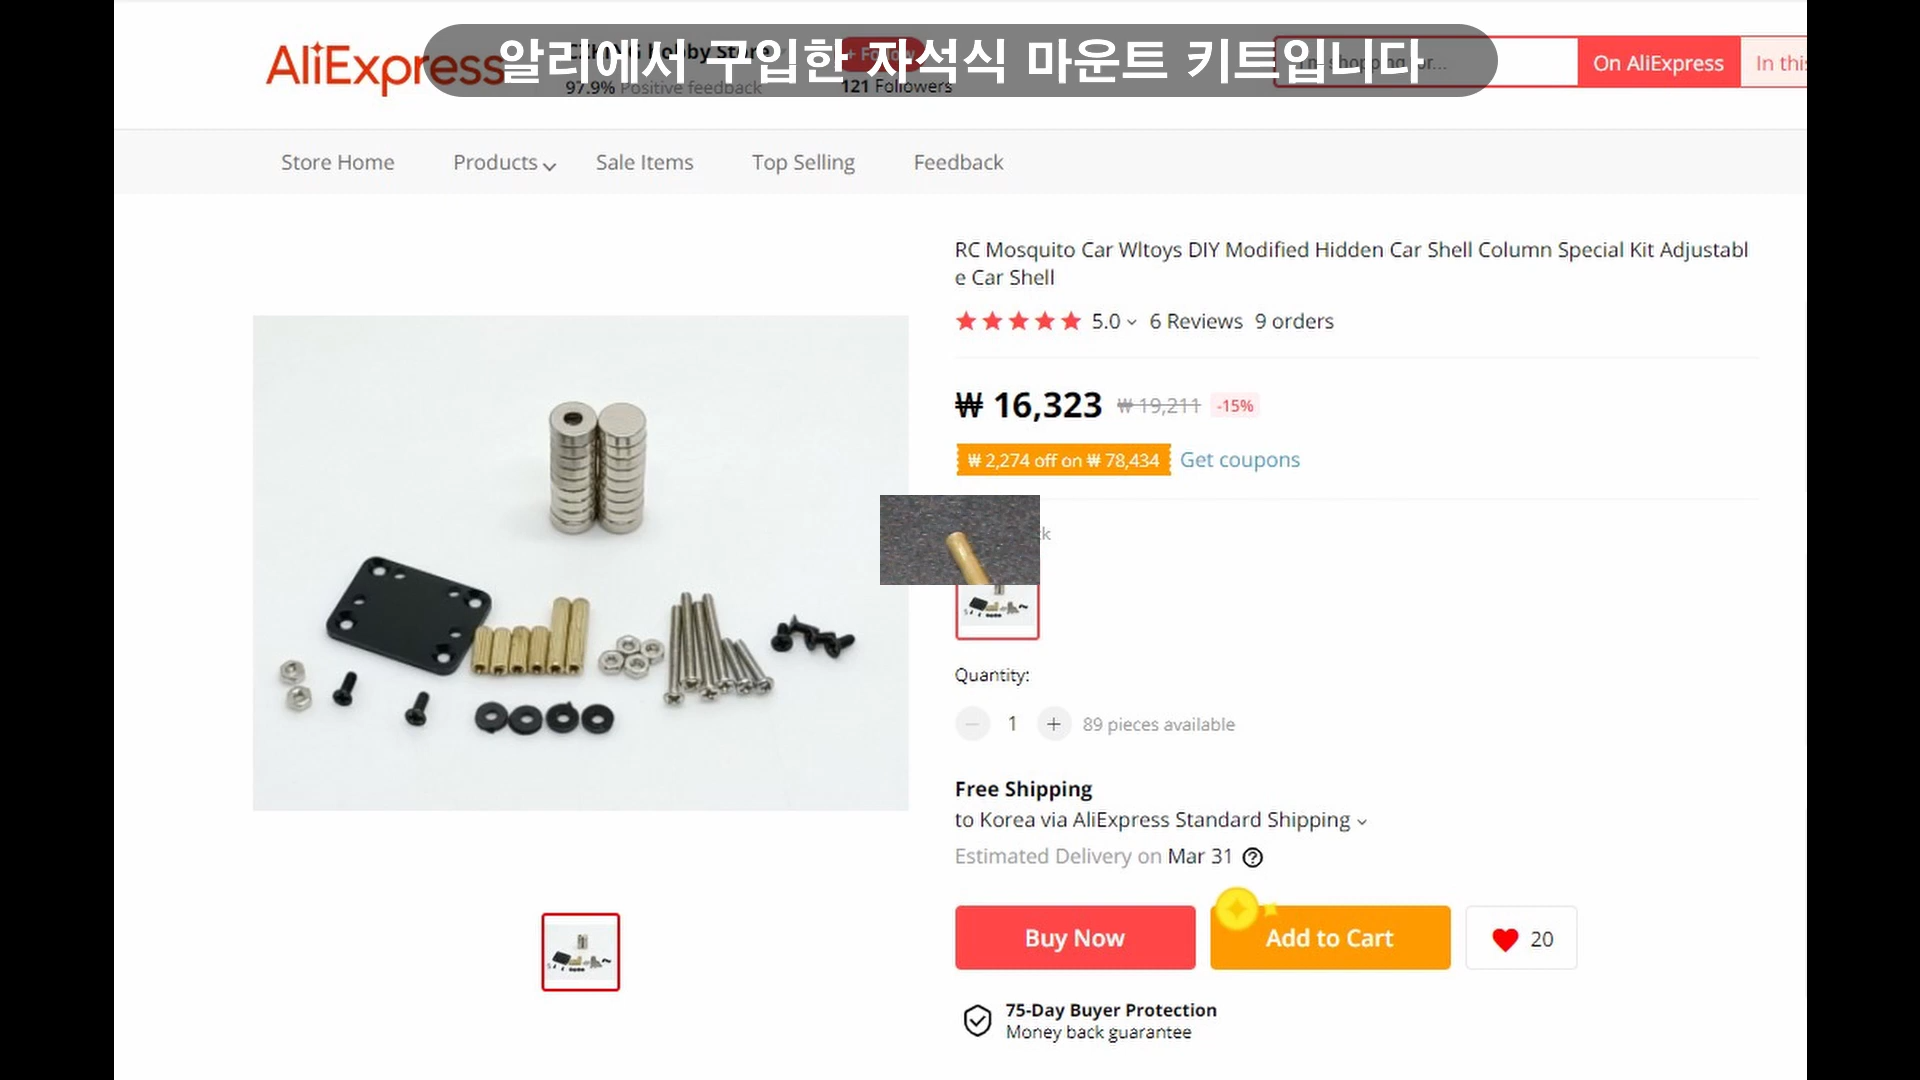 알리에서 구입한 자석식 마운트 키트입니다
AliExpress
Hobby Store
97.9% Positive feedback
121 Followers
On AliExpress
In this
Store Home
Products
Sale Items
Top Selling
Feedback
RC Mosquito Car Wltoys DIY Modified Hidden Car Shell Column Special Kit Adjustabl
e Car Shell
5.0 6 Reviews 9 orders
₩ 16,323 ₩ 19,211 -15%
₩ 2,274 off on ₩ 78,434 Get coupons
Quantity:
1 89 pieces available
Free Shipping
to Korea via AliExpress Standard Shipping
Estimated Delivery on Mar 31
Buy Now
Add to Cart
20
75-Day Buyer Protection
Money back guarantee